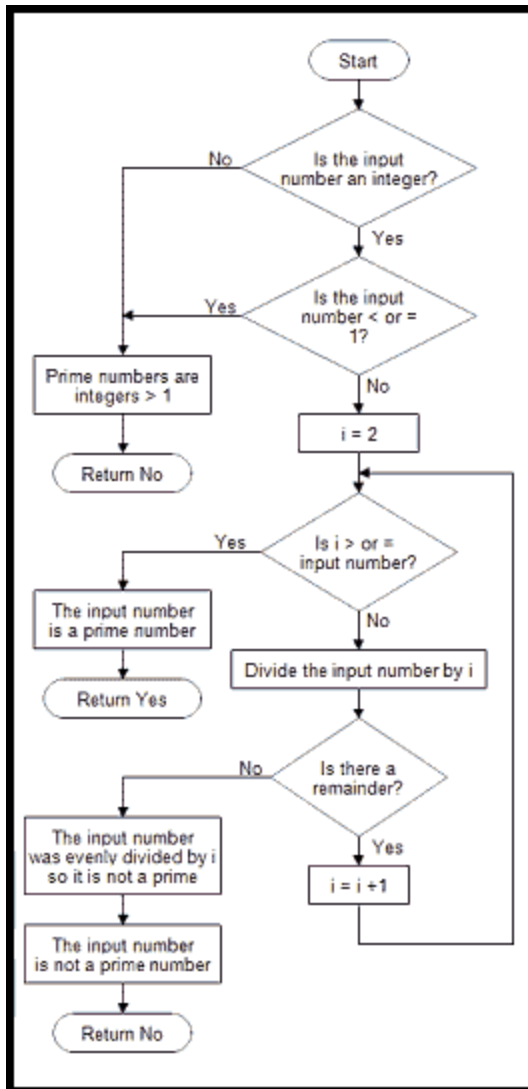 Start
Is the input
number an integer?
No
Yes
Is the input
number < or =
1?
Yes
No
Prime numbers are
integers > 1
Return No
i = 2
Is i > or =
input number?
Yes
No
The input number
is a prime number
Return Yes
Divide the input number by i
Is there a
remainder?
No
Yes
The input number
was evenly divided by i
so it is not a prime
i = i +1
The input number
is not a prime number
Return No